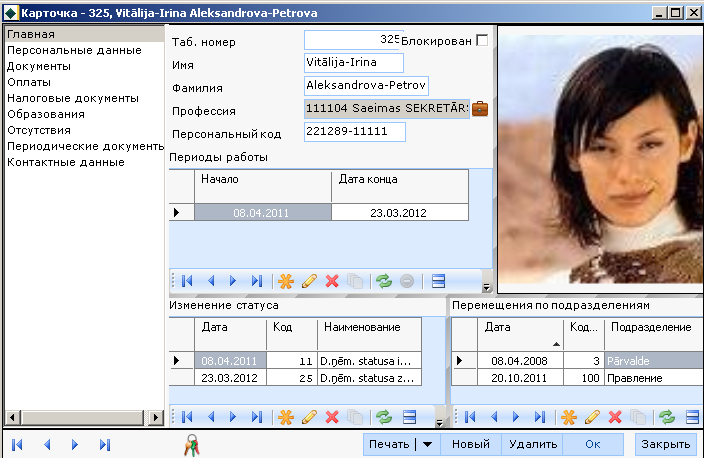 Карточка - 325, Vitālija-Irina Aleksandrova-Petrova
Главная
Персональные данные
Документы
Оплаты
Налоговые документы
Образования
Отсутствия
Периодические документы
Контактные данные
Таб. номер 325 Блокирован
Имя Vitālija-Irina
Фамилия Aleksandrova-Petrov
Профессия 111104 Saeimas SEKRETĀR:
Персональный код 221289-11111
Периоды работы
Начало Дата конца
08.04.2011 23.03.2012
Изменение статуса
Дата Код Наименование
08.04.2011 11 D.ņēm. statusa i...
23.03.2012 25 D.ņēm. statusa z...
Перемещения по подразделениям
Дата Код... Подразделение
08.04.2008 3 Pārvalde
20.10.2011 100 Правление
Печать Новый Удалить Ок Закрыть